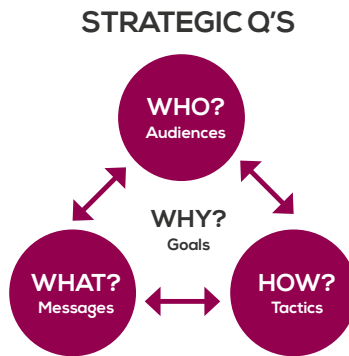 STRATEGIC Q’S
WHO?
Audiences
WHY?
Goals
WHAT?
Messages
HOW?
Tactics